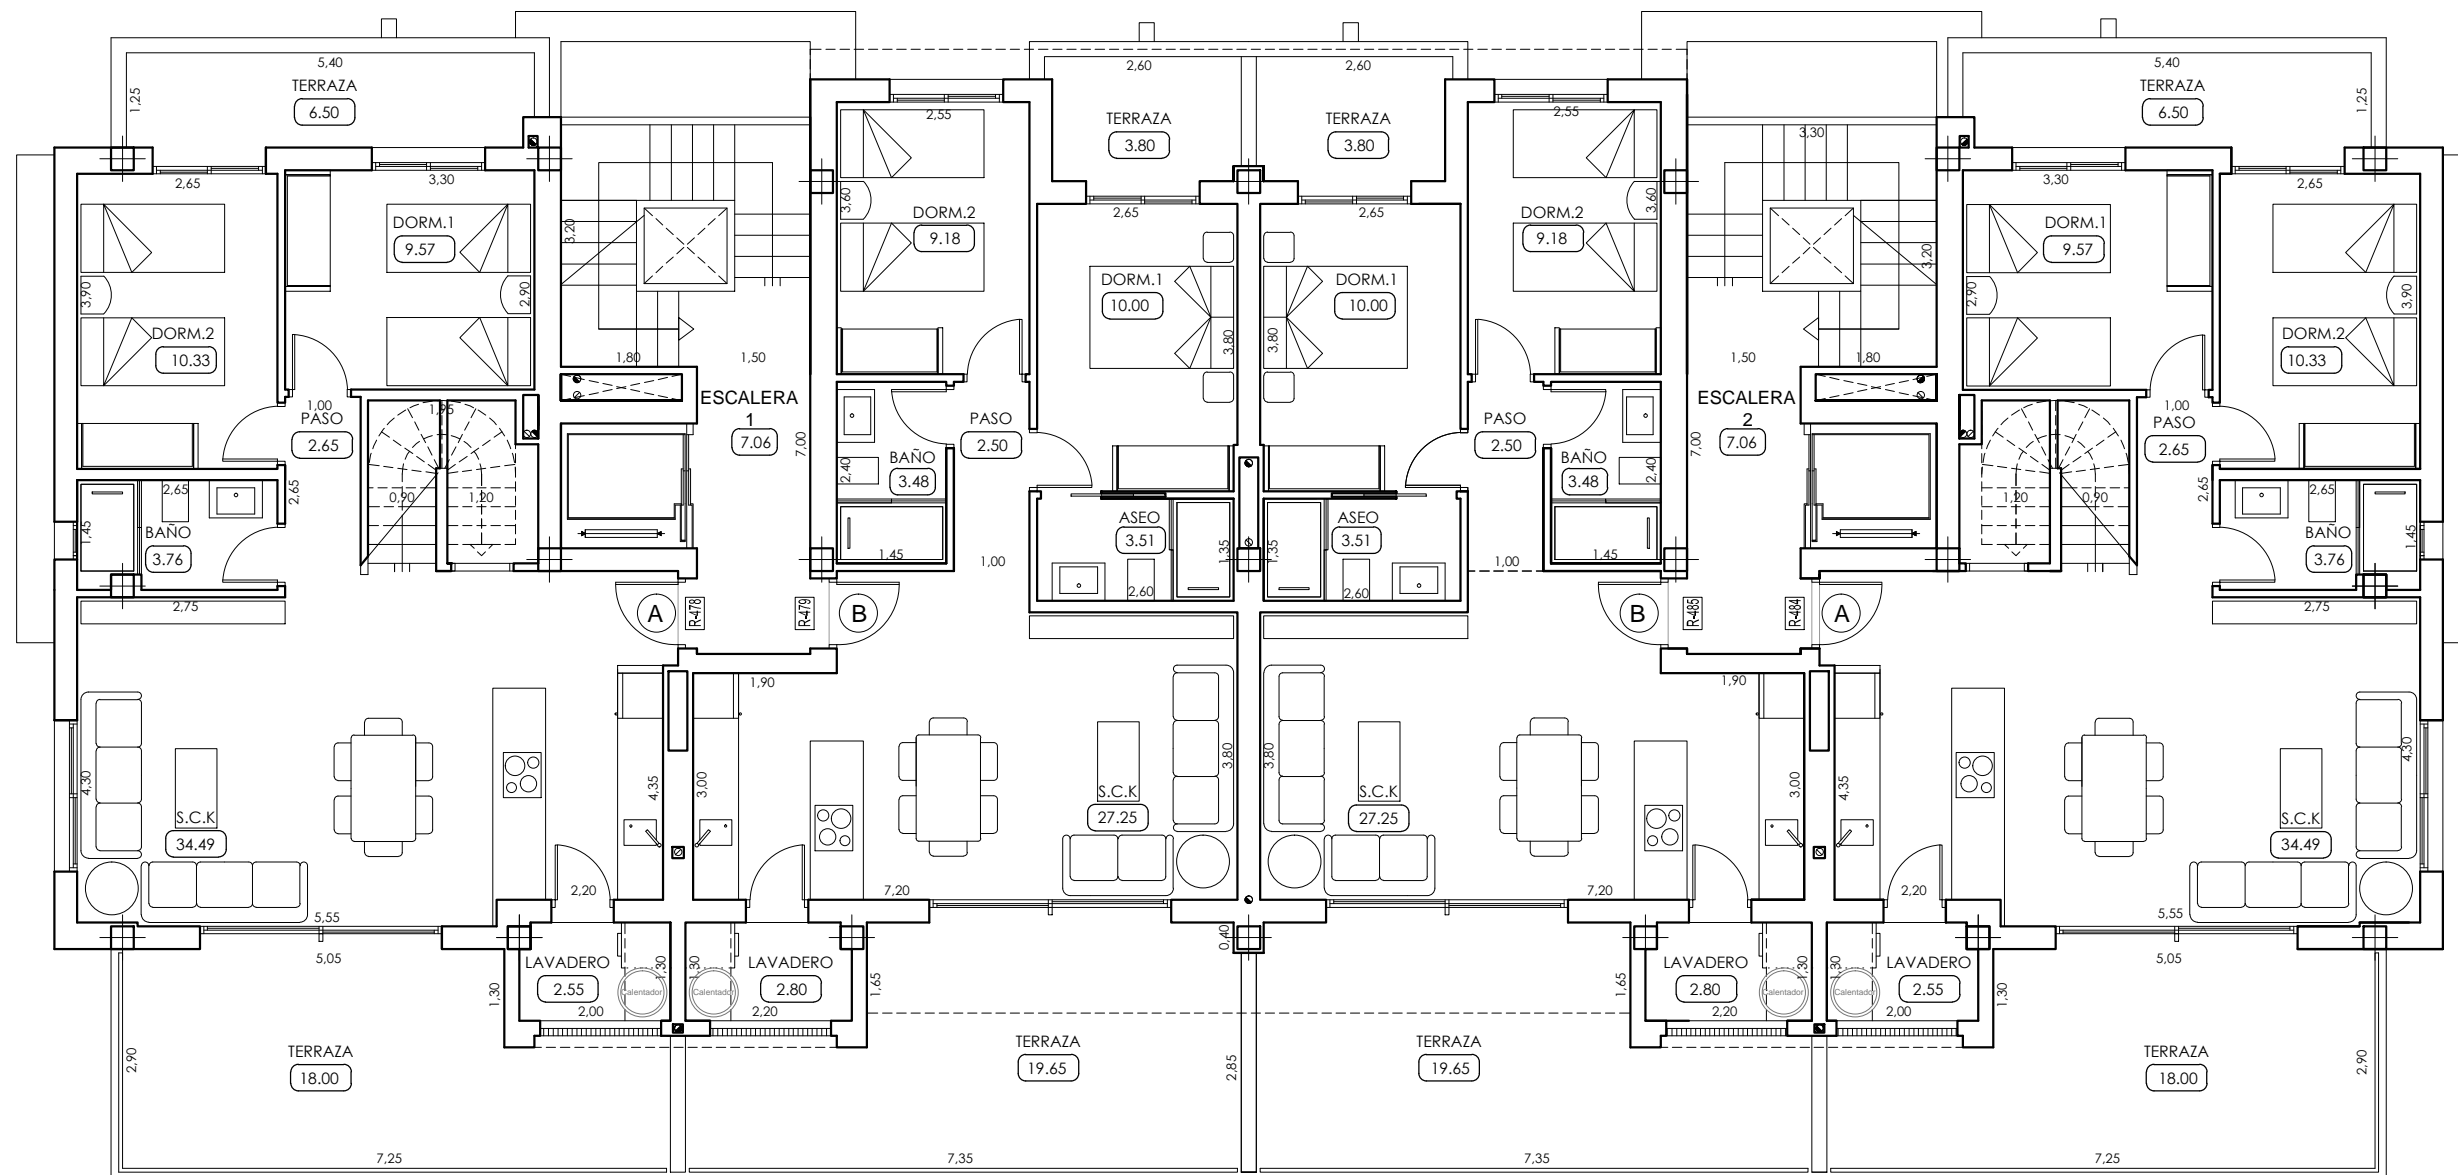 5,40
TERRAZA
6.50
1,25
2,60
TERRAZA
3.80
2,60
TERRAZA
3.80
5,40
TERRAZA
6.50
1,25
2,65
3,30
DORM.1
9.57
3,90
2,90
DORM.2
10.33
3,20
1,80
1,50
2,55
3,60
DORM.2
9.18
2,65
DORM.1
10.00
3,80
2,65
DORM.1
10.00
3,80
2,55
3,60
DORM.2
9.18
3,30
3,20
1,50
1,80
3,30
DORM.1
9.57
2,90
2,65
3,90
DORM.2
10.33
1,00
PASO
2.65
1,95
0,90
1,20
2,65
ESCALERA
1
7.06
7,00
2,40
BAÑO
3.48
PASO
2.50
1,45
1,00
ASEO
3.51
1,35
2,60
ASEO
3.51
1,35
2,60
PASO
2.50
1,00
BAÑO
3.48
2,40
1,45
ESCALERA
2
7.06
7,00
1,20
0,90
1,00
PASO
2.65
2,65
2,65
BAÑO
3.76
1,45
2,75
2,65
BAÑO
3.76
1,45
2,75
A
R-478
R-479
B
B
R-485
R-484
A
1,90
1,90
4,30
S.C.K
34.49
4,35
3,00
3,80
S.C.K
27.25
3,80
S.C.K
27.25
3,00
4,35
4,30
S.C.K
34.49
5,55
2,20
7,20
7,20
2,20
5,55
5,05
0,40
5,05
LAVADERO
2.55
1,30
1,30
Calentador
2,00
LAVADERO
2.80
1,30
Calentador
2,20
1,65
LAVADERO
2.80
1,65
1,30
Calentador
2,20
LAVADERO
2.55
1,30
Calentador
2,00
1,30
TERRAZA
18.00
2,90
TERRAZA
19.65
2,85
TERRAZA
19.65
TERRAZA
18.00
2,90
7,25
7,35
7,35
7,25